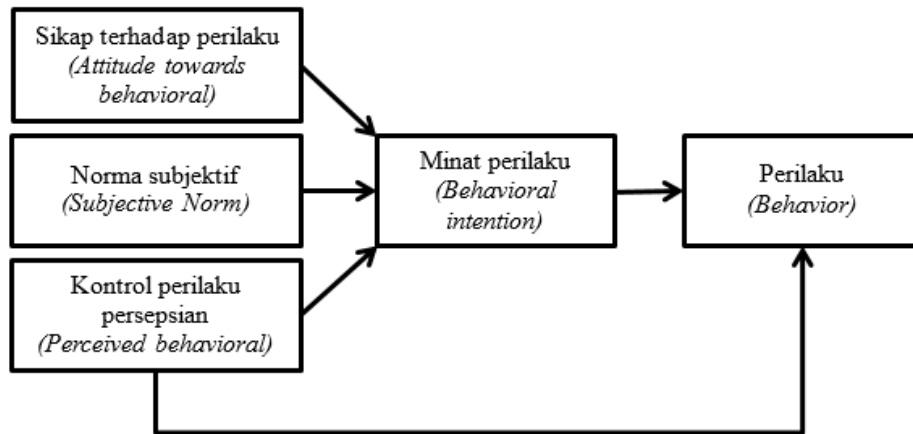 Sikap terhadap perilaku
(Attitude towards
behavioral)
Norma subjektif
(Subjective Norm)
Kontrol perilaku
persepsian
(Perceived behavioral)
Minat perilaku
(Behavioral
intention)
Perilaku
(Behavior)